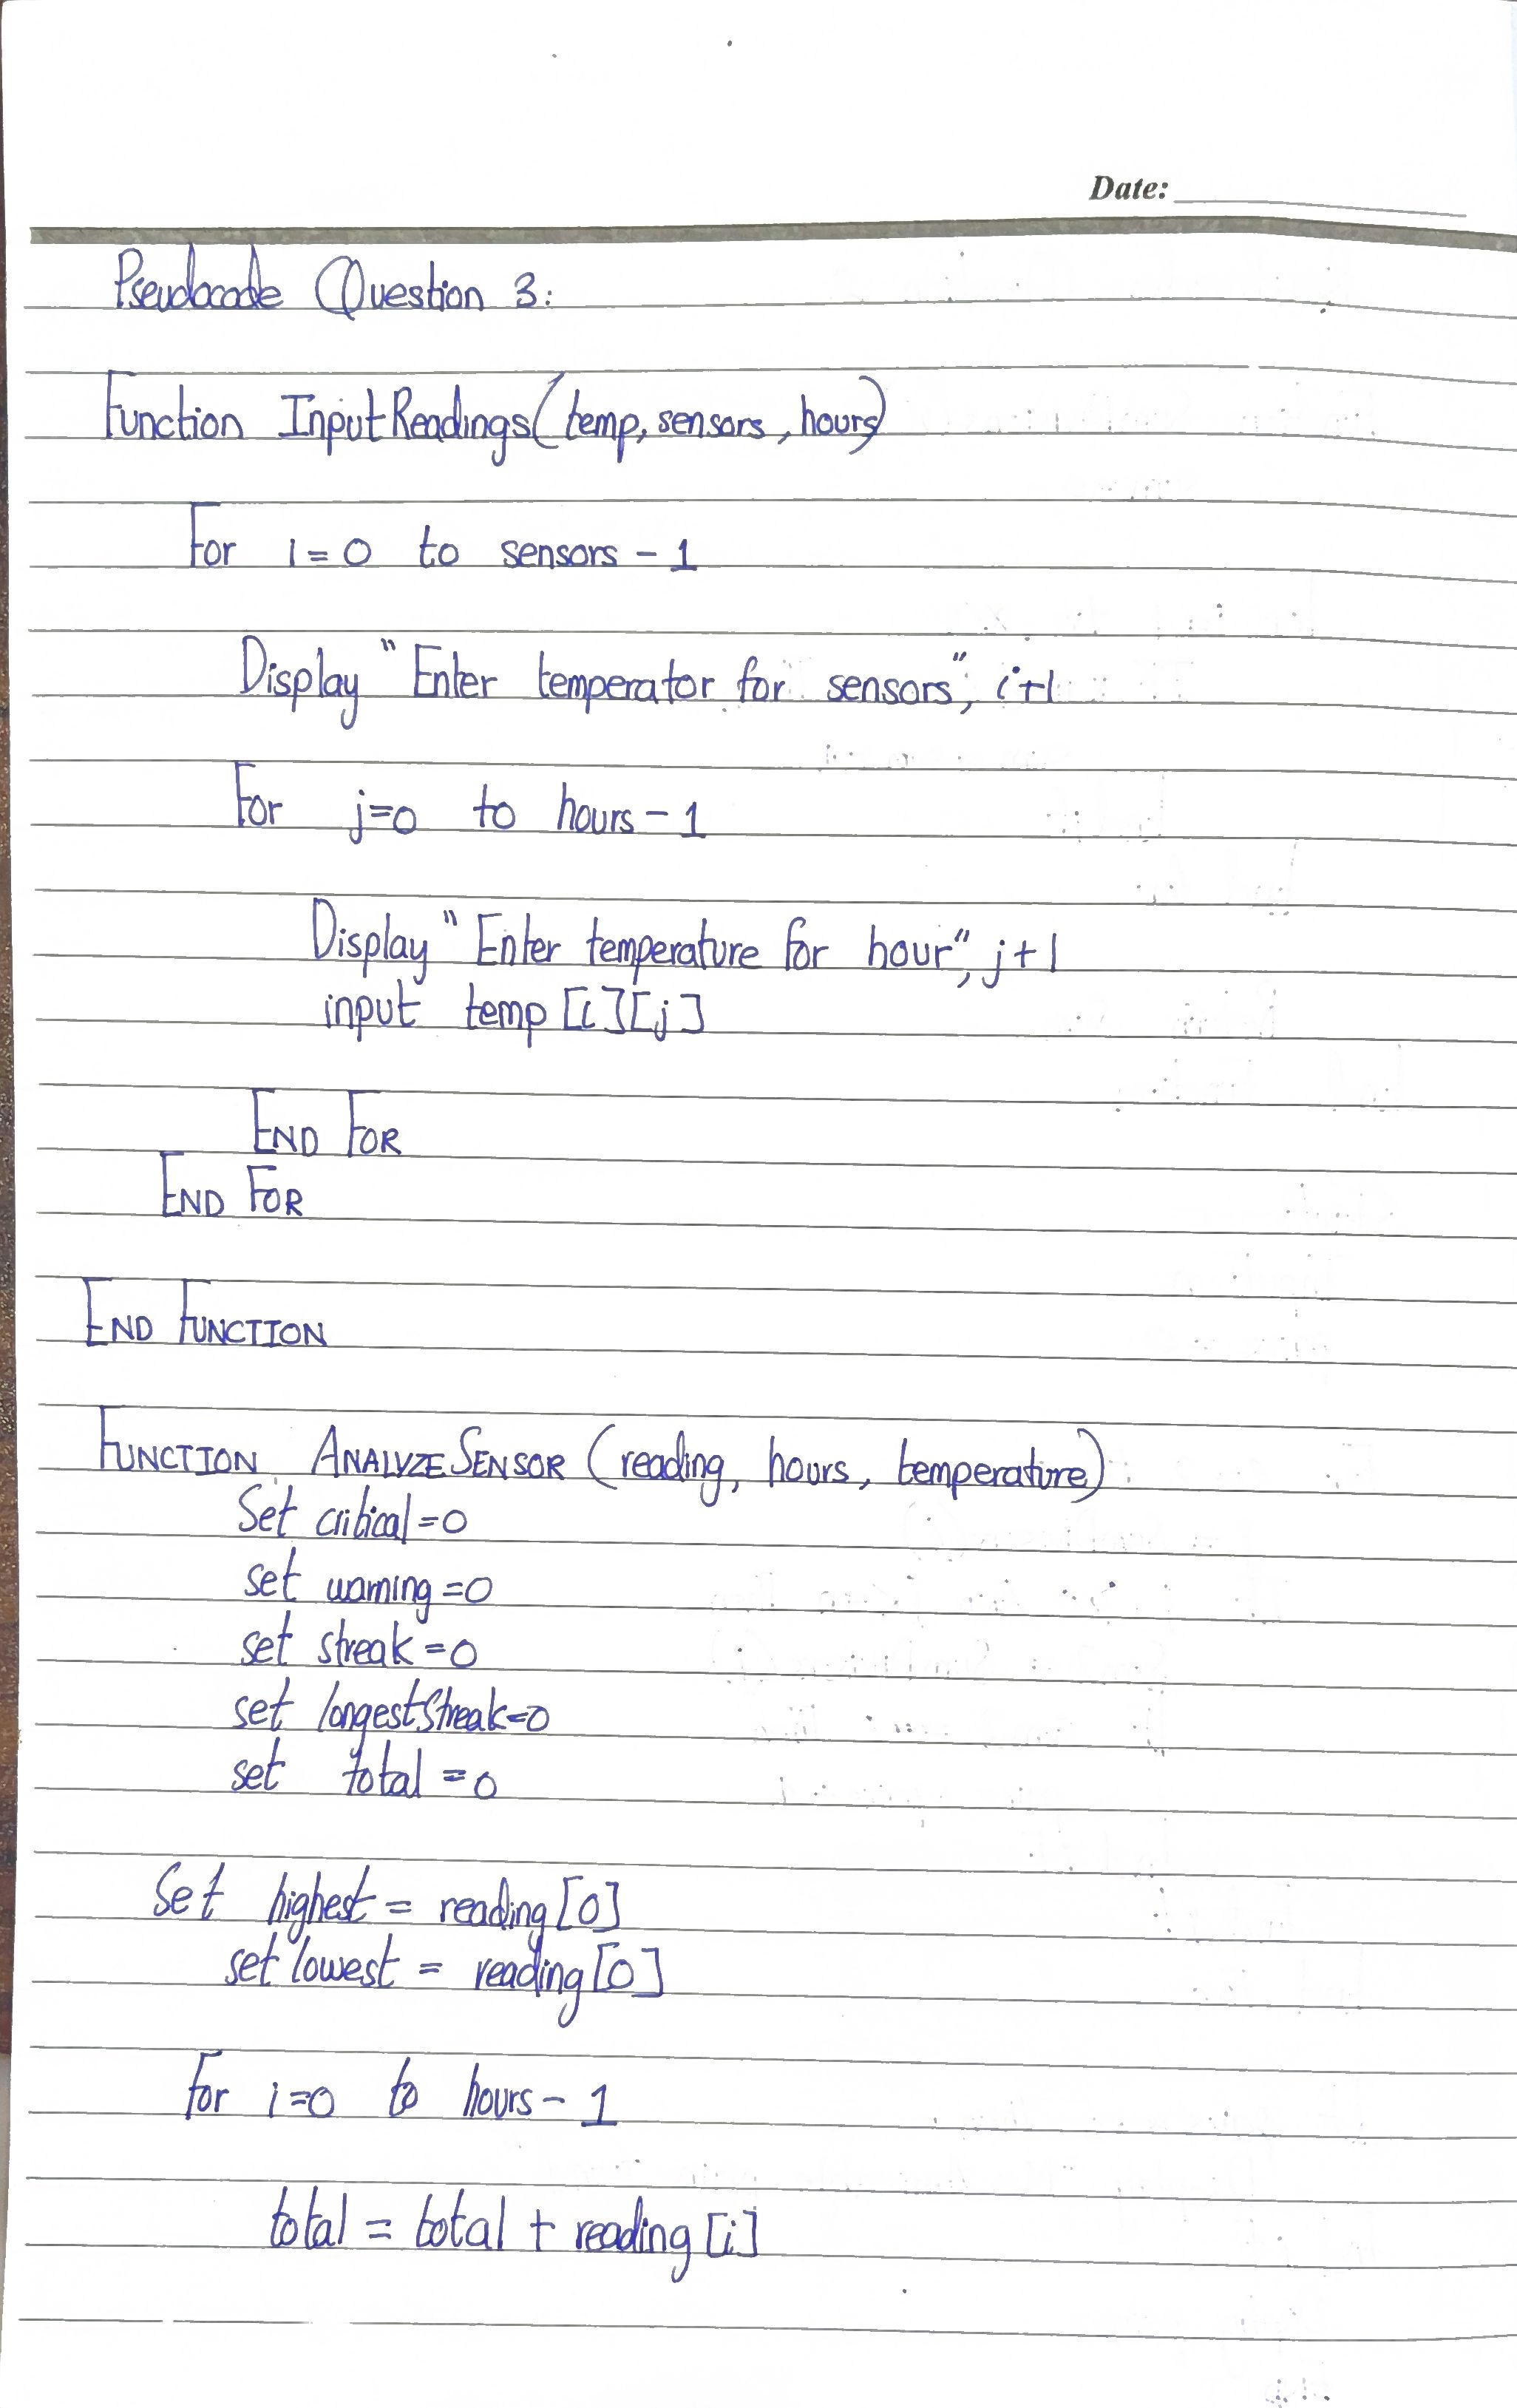 Date:
Pseudocode Question 3:
Function InputReadings(temp, sensors, hours)
For i=0 to sensors - 1
Display "Enter temperator for sensors", i+1
For j=0 to hours - 1
Display "Enter temperature for hour", j+1
input temp[i][j]
END FOR
END FOR
END FUNCTION
FUNCTION ANALYZESENSOR (reading, hours, temperature)
Set critical=0
set warning=0
set streak=0
set longestStreak=0
set total=0
Set highest = reading[0]
set lowest = reading[0]
For i=0 to hours - 1
total = total + reading[i]